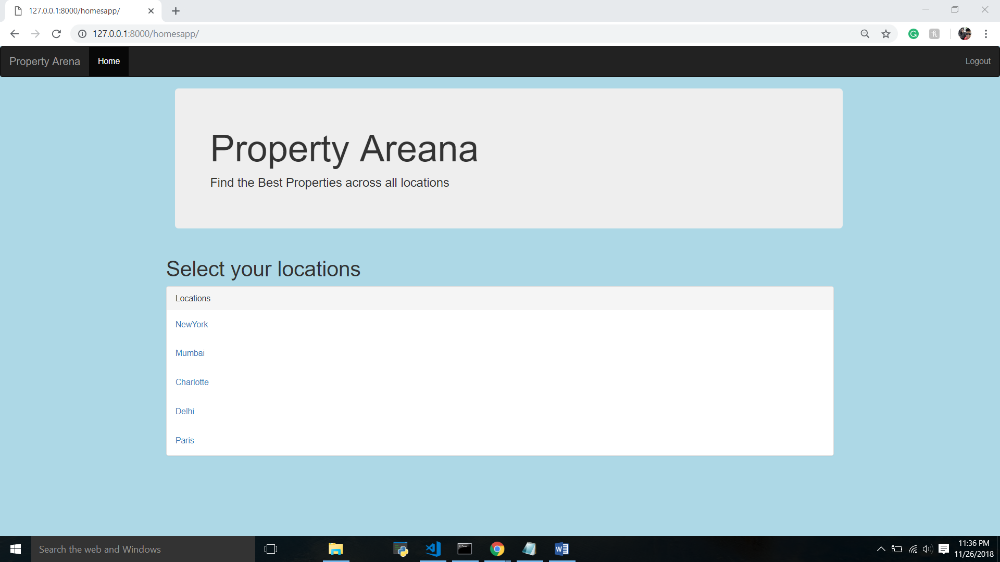 127.0.0.1:8000/homesapp/
127.0.0.1:8000/homesapp/
Property Arena Home Logout
Property Areana
Find the Best Properties across all locations
Select your locations
Locations
NewYork
Mumbai
Charlotte
Delhi
Paris
Search the web and Windows
11:36 PM
11/26/2018